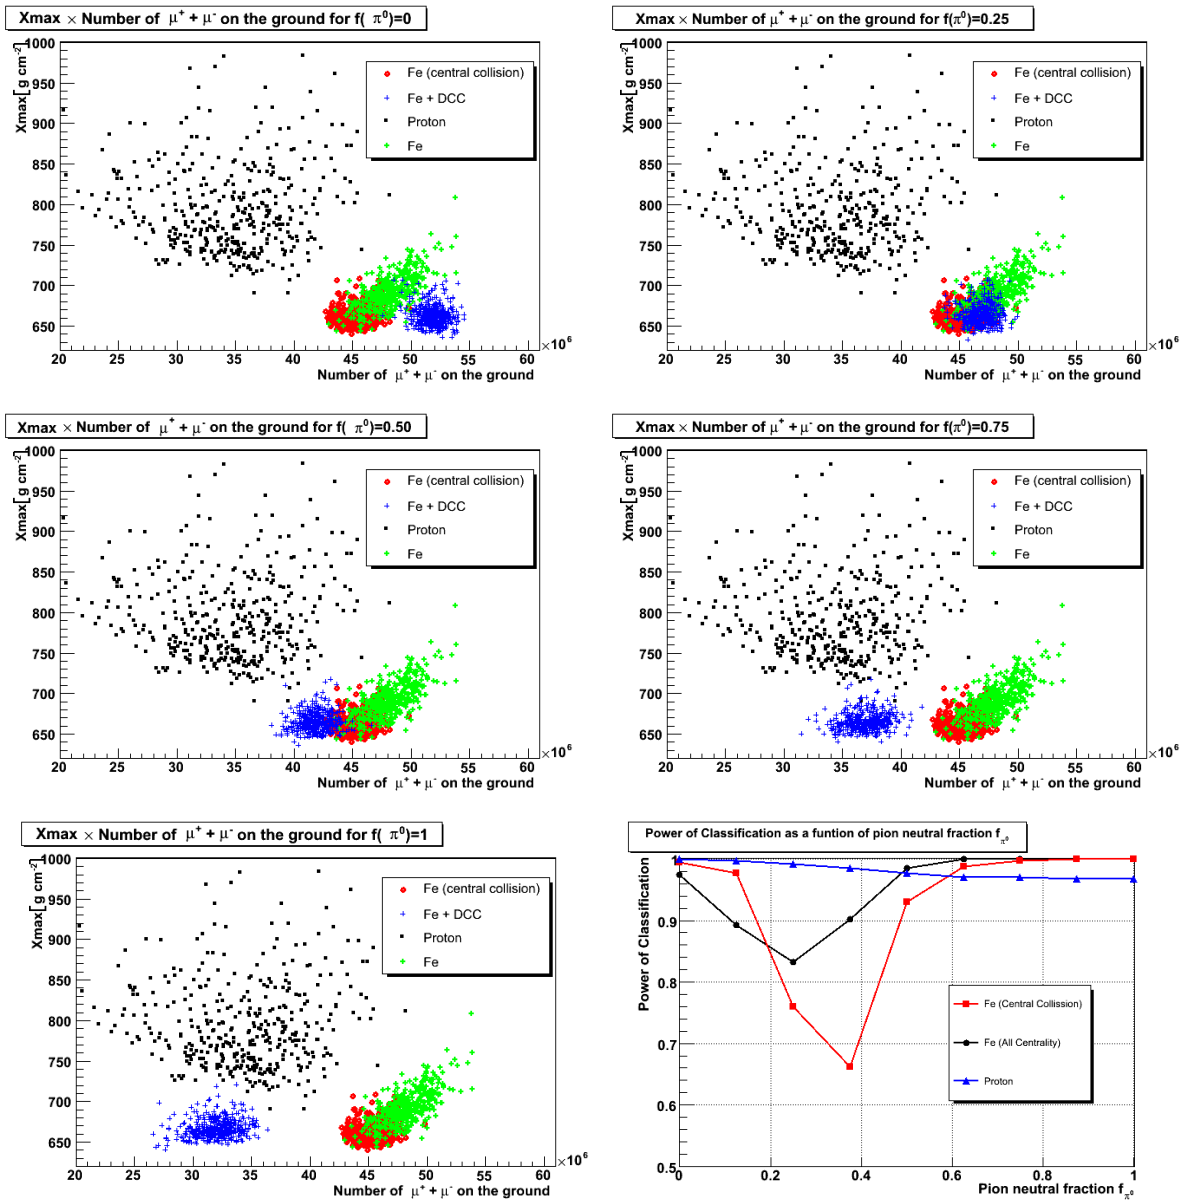 Xmax × Number of μ⁺ + μ⁻ on the ground for f( π⁰)=0
Xmax[g cm⁻²]
1000
950
900
850
800
750
700
650
Fe (central collision)
Fe + DCC
Proton
Fe
20 25 30 35 40 45 50 55 60
×10⁶
Number of μ⁺ + μ⁻ on the ground
Xmax × Number of μ⁺ + μ⁻ on the ground for f(π⁰)=0.25
Xmax[g cm⁻²]
1000
950
900
850
800
750
700
650
Fe (central collision)
Fe + DCC
Proton
Fe
20 25 30 35 40 45 50 55 60
×10⁶
Number of μ⁺ + μ⁻ on the ground
Xmax × Number of μ⁺ + μ⁻ on the ground for f( π⁰)=0.50
Xmax[g cm⁻²]
1000
950
900
850
800
750
700
650
Fe (central collision)
Fe + DCC
Proton
Fe
20 25 30 35 40 45 50 55 60
×10⁶
Number of μ⁺ + μ⁻ on the ground
Xmax × Number of μ⁺ + μ⁻ on the ground for f(π⁰)=0.75
Xmax[g cm⁻²]
1000
950
900
850
800
750
700
650
Fe (central collision)
Fe + DCC
Proton
Fe
20 25 30 35 40 45 50 55 60
×10⁶
Number of μ⁺ + μ⁻ on the ground
Xmax × Number of μ⁺ + μ⁻ on the ground for f( π⁰)=1
Xmax[g cm⁻²]
1000
950
900
850
800
750
700
650
Fe (central collision)
Fe + DCC
Proton
Fe
20 25 30 35 40 45 50 55 60
×10⁶
Number of μ⁺ + μ⁻ on the ground
Power of Classification as a funtion of pion neutral fraction f_π⁰
Power of Classification
1
0.9
0.8
0.7
0.6
0.5
Fe (Central Collission)
Fe (All Centrality)
Proton
0 0.2 0.4 0.6 0.8 1
Pion neutral fraction f_π⁰